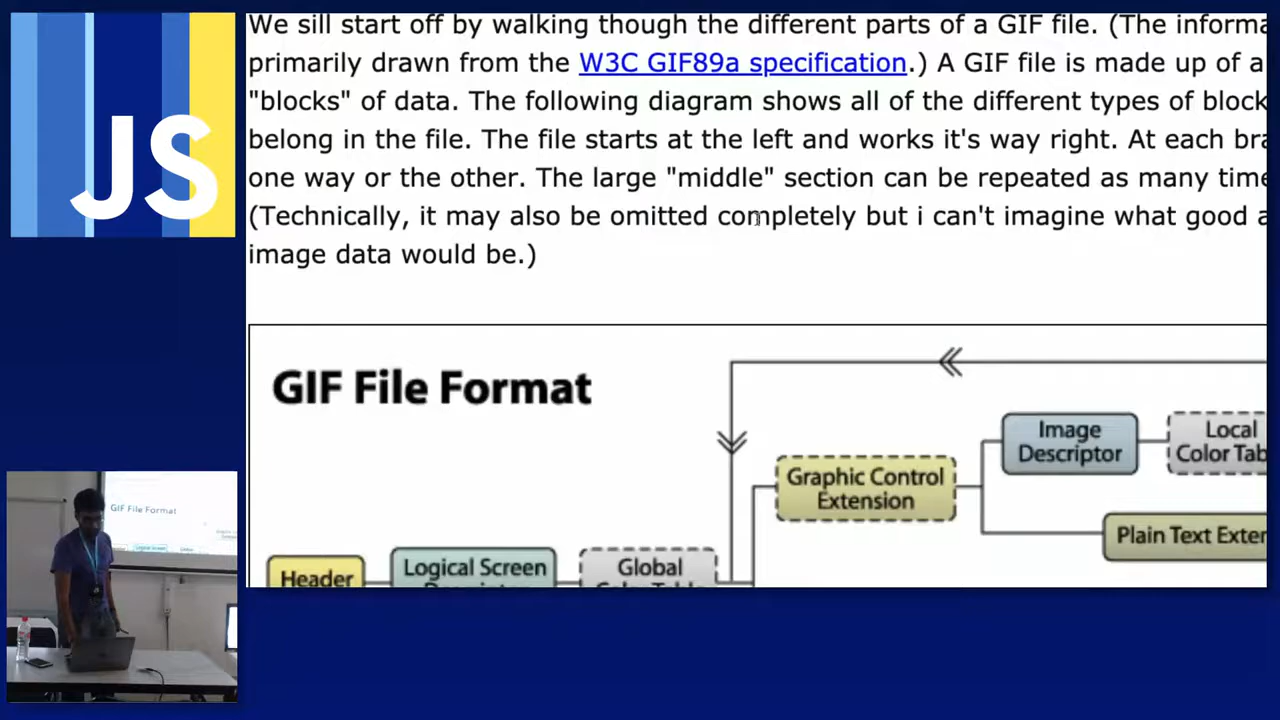 JS
We sill start off by walking though the different parts of a GIF file. (The informa
primarily drawn from the W3C GIF89a specification.) A GIF file is made up of a
"blocks" of data. The following diagram shows all of the different types of block
belong in the file. The file starts at the left and works it's way right. At each bra
one way or the other. The large "middle" section can be repeated as many time
(Technically, it may also be omitted completely but i can't imagine what good a
image data would be.)
GIF File Format
Image
Descriptor
Local
Color Tab
Graphic Control
Extension
Plain Text Exter
Header
Logical Screen
Descriptor
Global
Color Table
GIF File Format